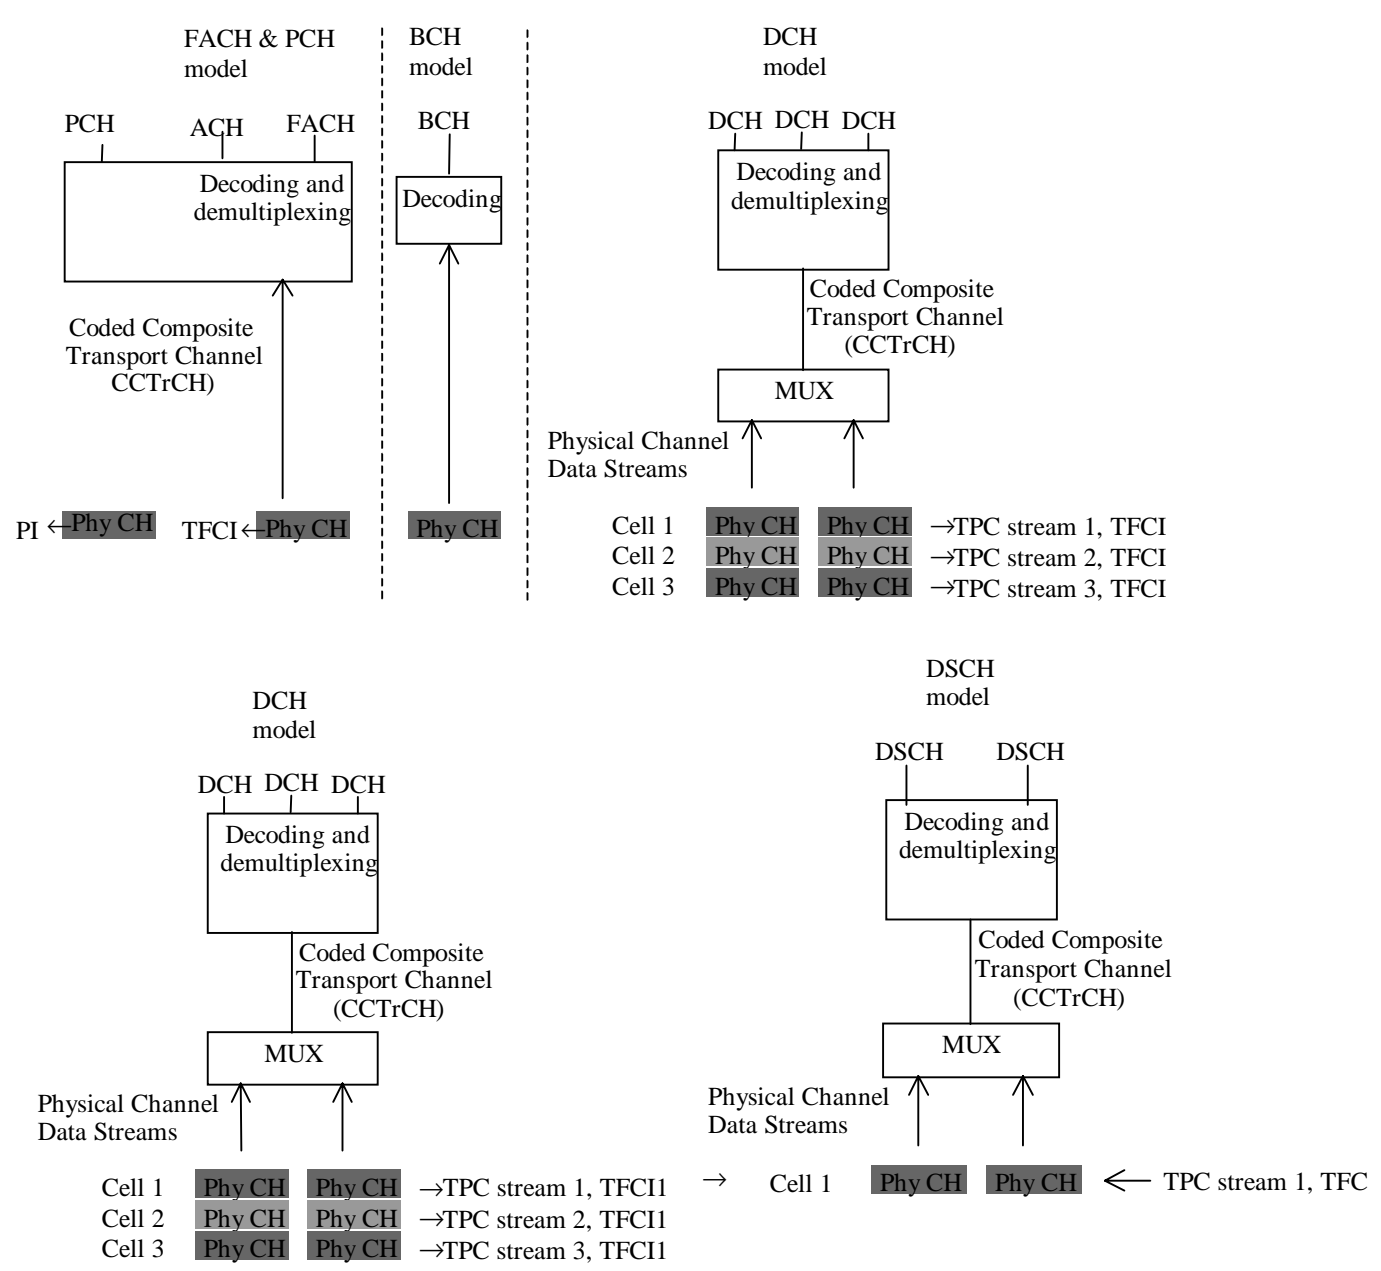 FACH & PCH
model
BCH
model
DCH
model
PCH
ACH
FACH
BCH
DCH DCH DCH
Decoding and
demultiplexing
Decoding
Decoding and
demultiplexing
Coded Composite
Transport Channel
CCTrCH)
Coded Composite
Transport Channel
(CCTrCH)
MUX
Physical Channel
Data Streams
PI ← Phy CH
TFCI ← Phy CH
Phy CH
Cell 1 Phy CH Phy CH → TPC stream 1, TFCI
Cell 2 Phy CH Phy CH → TPC stream 2, TFCI
Cell 3 Phy CH Phy CH → TPC stream 3, TFCI
DCH
model
DCH DCH DCH
Decoding and
demultiplexing
Coded Composite
Transport Channel
(CCTrCH)
MUX
Physical Channel
Data Streams
Cell 1 Phy CH Phy CH → TPC stream 1, TFCI1
Cell 2 Phy CH Phy CH → TPC stream 2, TFCI1
Cell 3 Phy CH Phy CH → TPC stream 3, TFCI1
DSCH
model
DSCH DSCH
Decoding and
demultiplexing
Coded Composite
Transport Channel
(CCTrCH)
MUX
Physical Channel
Data Streams
→ Cell 1 Phy CH Phy CH ← TPC stream 1, TFC